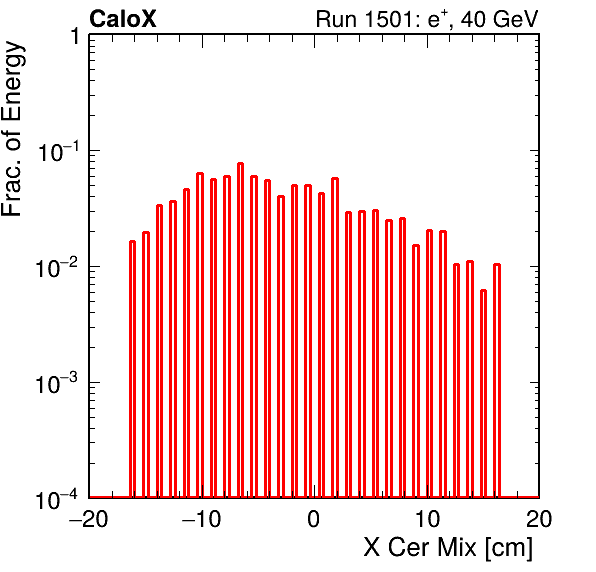 CaloX
Run 1501: e⁺, 40 GeV
Frac. of Energy
1
10⁻¹
10⁻²
10⁻³
10⁻⁴
−20
−10
0
10
20
X Cer Mix [cm]